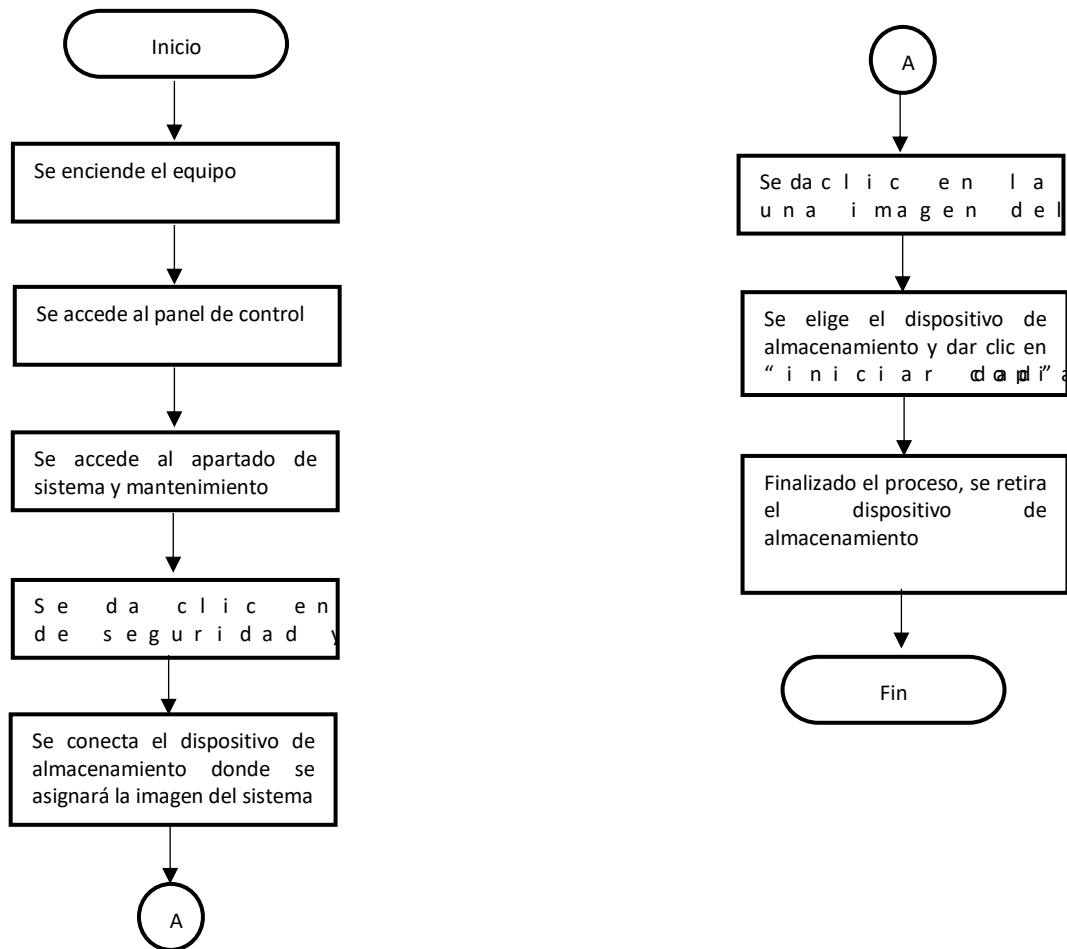 Inicio
Se enciende el equipo
Se accede al panel de control
Se accede al apartado de
sistema y mantenimiento
Se da clic en
de seguridad y
Se conecta el dispositivo de
almacenamiento donde se
asignará la imagen del sistema
A
A
Se da clic en la
una imagen del
Se elige el dispositivo de
almacenamiento y dar clic en
“iniciar
Finalizado el proceso, se retira
el dispositivo de
almacenamiento
Fin